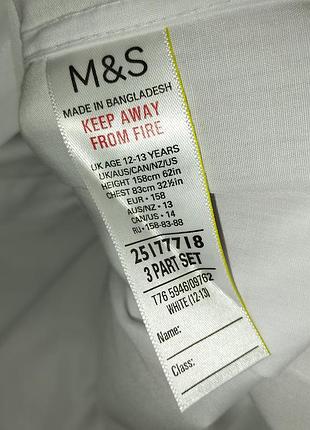 M&S
MADE IN BANGLADESH
KEEP AWAY
FROM FIRE
UK AGE 12-13 YEARS
UK/AUS/CAN/NZ/US
HEIGHT 158cm 62in
CHEST 83cm 32½in
EUR - 158
AUS/NZ - 13
CAN/US - 14
RU - 158-83-88
25177718
3 PART SET
T76 5946/09762
WHITE (12-13)
Name:
Class: